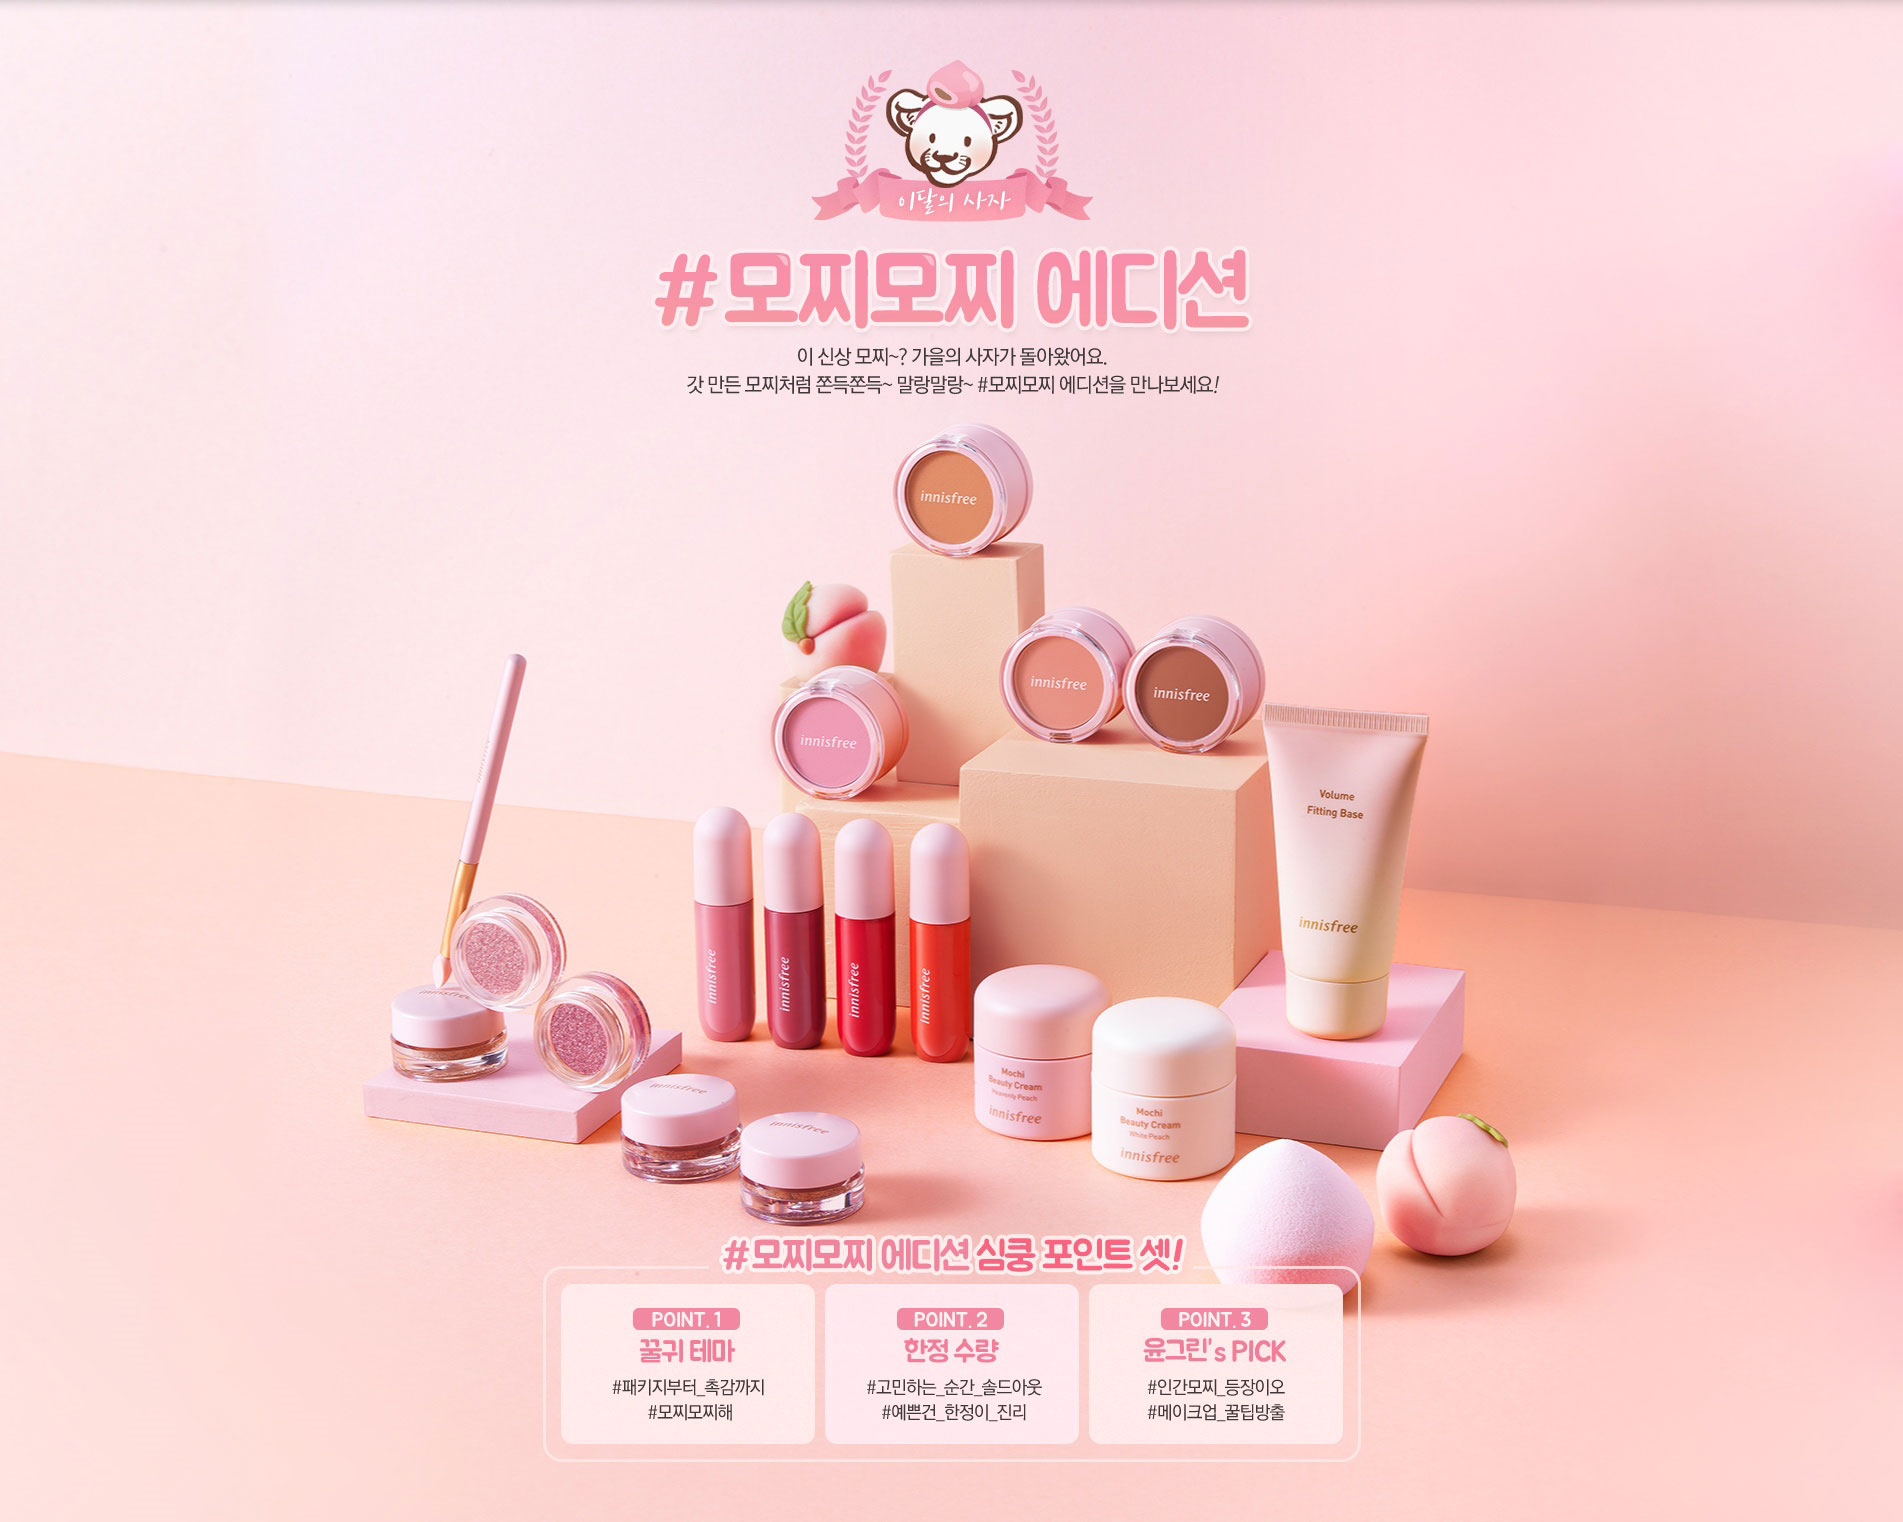 이달의 사자
#모찌모찌 에디션
이 신상 모찌~? 가을의 사자가 돌아왔어요.
갓 만든 모찌처럼 쫀득쫀득~ 말랑말랑~ #모찌모찌 에디션을 만나보세요!
innisfree
innisfree
innisfree
innisfree
Volume
Fitting Base
innisfree
innisfree
innisfree
innisfree
innisfree
innisfree
Mochi
Beauty Cream
Heavenly Peach
innisfree
Mochi
Beauty Cream
White Peach
innisfree
innisfree
innisfree
#모찌모찌 에디션 심쿵 포인트 셋!
POINT.1
꿀귀 테마
#패키지부터_촉감까지
#모찌모찌해
POINT.2
한정 수량
#고민하는_순간_솔드아웃
#예쁜건_한정이_진리
POINT.3
윤그린's PICK
#인간모찌_등장이오
#메이크업_꿀팁방출